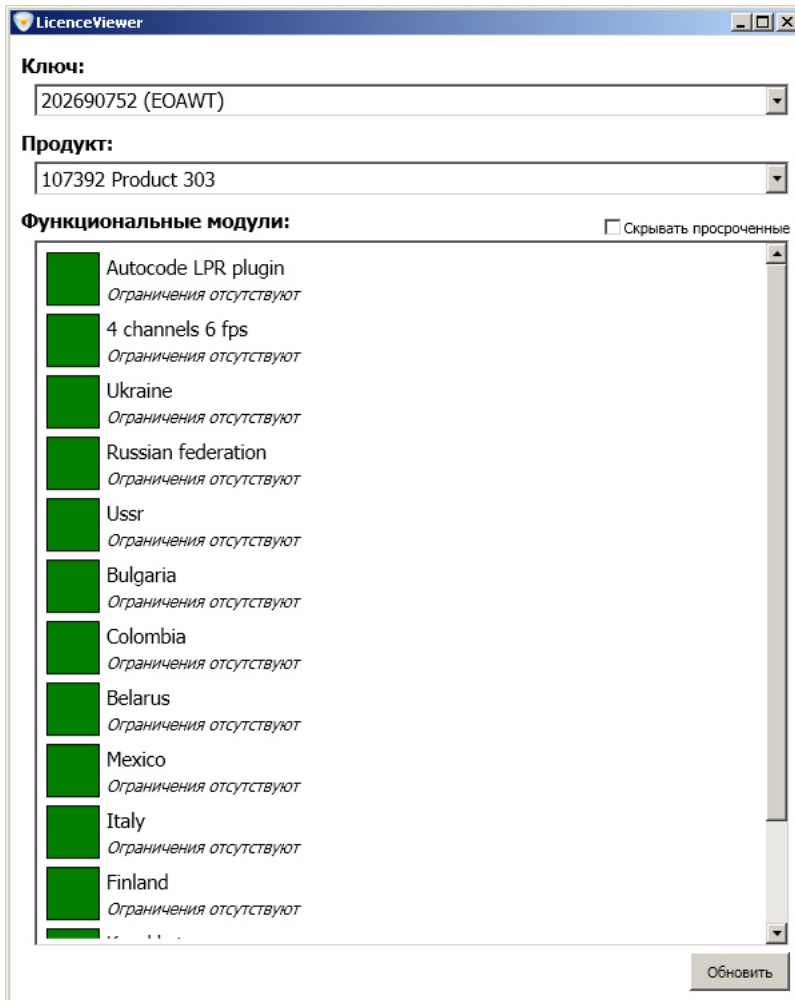 LicenceViewer
Ключ:
202690752 (EOAWT)
Продукт:
107392 Product 303
Функциональные модули:
Скрывать просроченные
Autocode LPR plugin
Ограничения отсутствуют
4 channels 6 fps
Ограничения отсутствуют
Ukraine
Ограничения отсутствуют
Russian federation
Ограничения отсутствуют
Ussr
Ограничения отсутствуют
Bulgaria
Ограничения отсутствуют
Colombia
Ограничения отсутствуют
Belarus
Ограничения отсутствуют
Mexico
Ограничения отсутствуют
Italy
Ограничения отсутствуют
Finland
Ограничения отсутствуют
Обновить